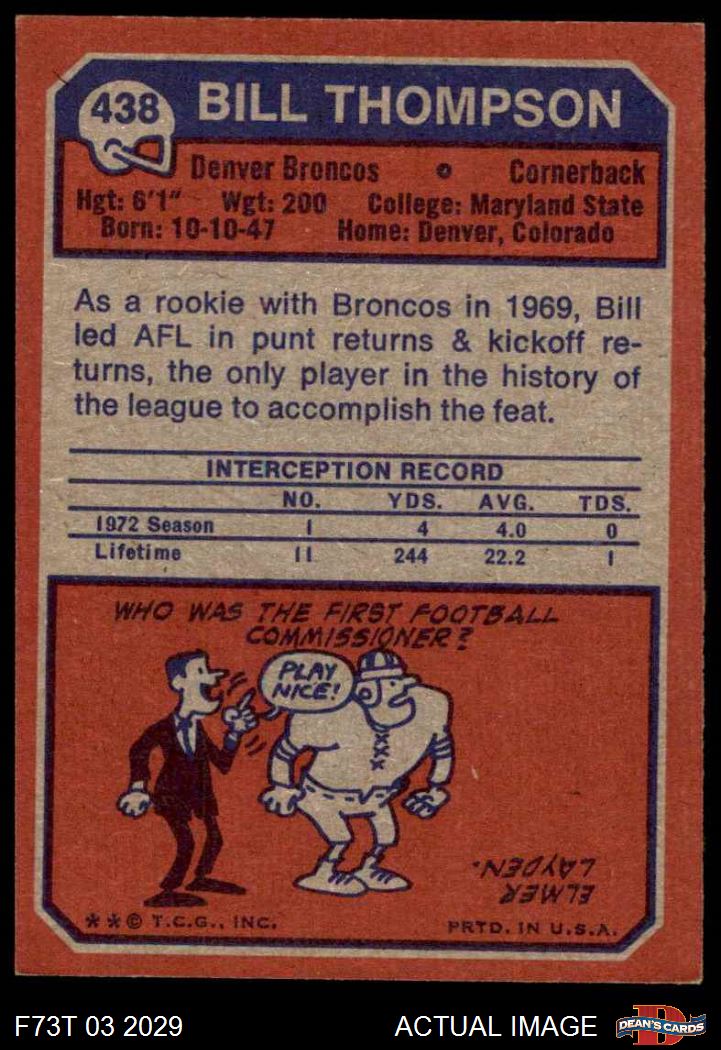 438 BILL THOMPSON
Denver Broncos • Cornerback
Hgt: 6'1" Wgt: 200 College: Maryland State
Born: 10-10-47 Home: Denver, Colorado
As a rookie with Broncos in 1969, Bill
led AFL in punt returns & kickoff re-
turns, the only player in the history of
the league to accomplish the feat.
INTERCEPTION RECORD
NO. YDS. AVG. TDS.
1972 Season 1 4 4.0 0
Lifetime 11 244 22.2 1
WHO WAS THE FIRST FOOTBALL
COMMISSIONER?
PLAY
NICE!
ELMER
LAYDEN.
**© T.C.G., INC. PRTD. IN U.S.A.
F73T 03 2029 ACTUAL IMAGE D DEAN'S CARDS